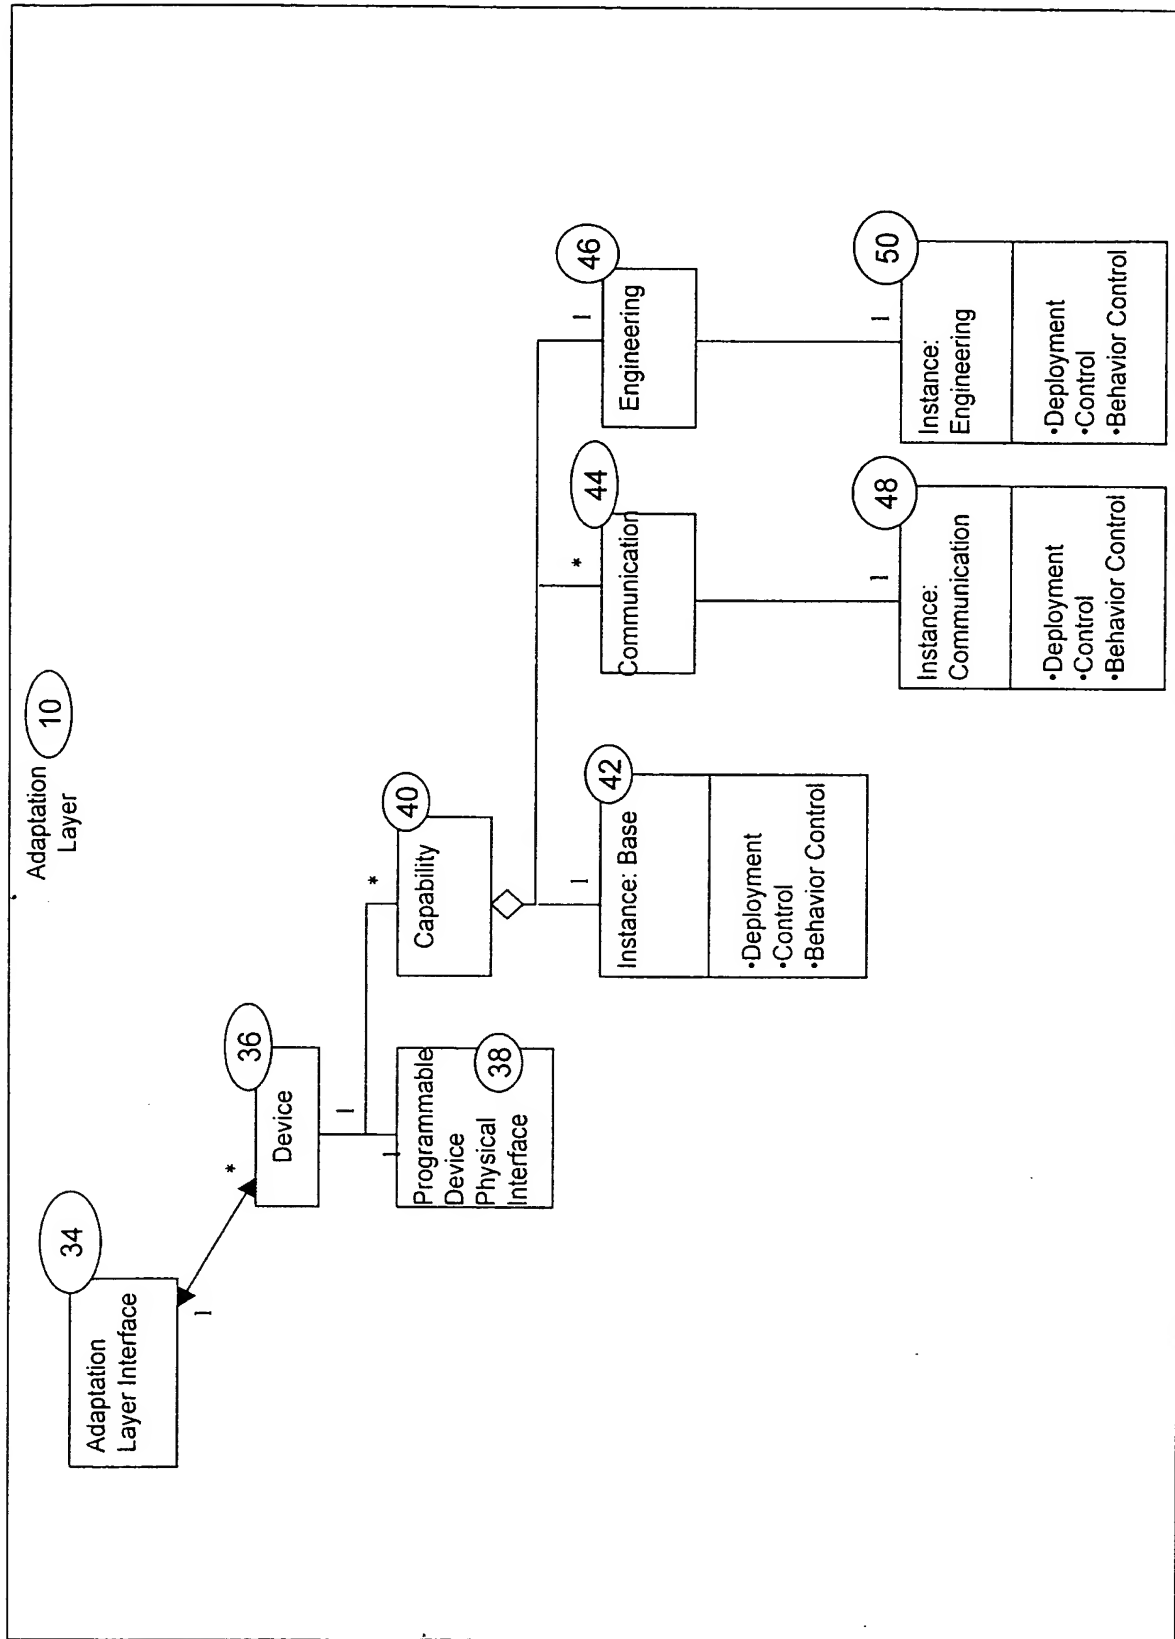 Adaptation
Layer
10
34
Adaptation
Layer Interface
1
*
36
Device
1
*
1
Programmable
Device
Physical
Interface
38
40
Capability
1
*
1
42
Instance: Base
•Deployment
•Control
•Behavior Control
44
Communication
46
Engineering
1
1
48
Instance:
Communication
•Deployment
•Control
•Behavior Control
50
Instance:
Engineering
•Deployment
•Control
•Behavior Control